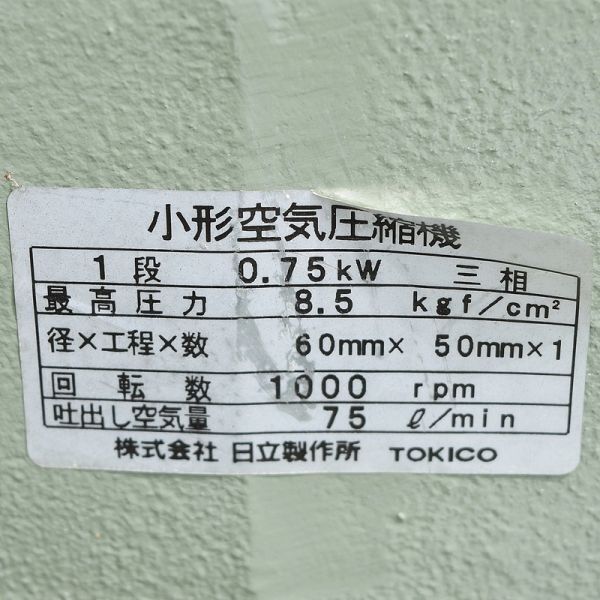 小形空気圧縮機
1段 0.75kW 三相
最高圧力 8.5 kgf/cm²
径×工程×数 60mm× 50mm×1
回転数 1000 rpm
吐出し空気量 75 ℓ/min
株式会社 日立製作所 TOKICO